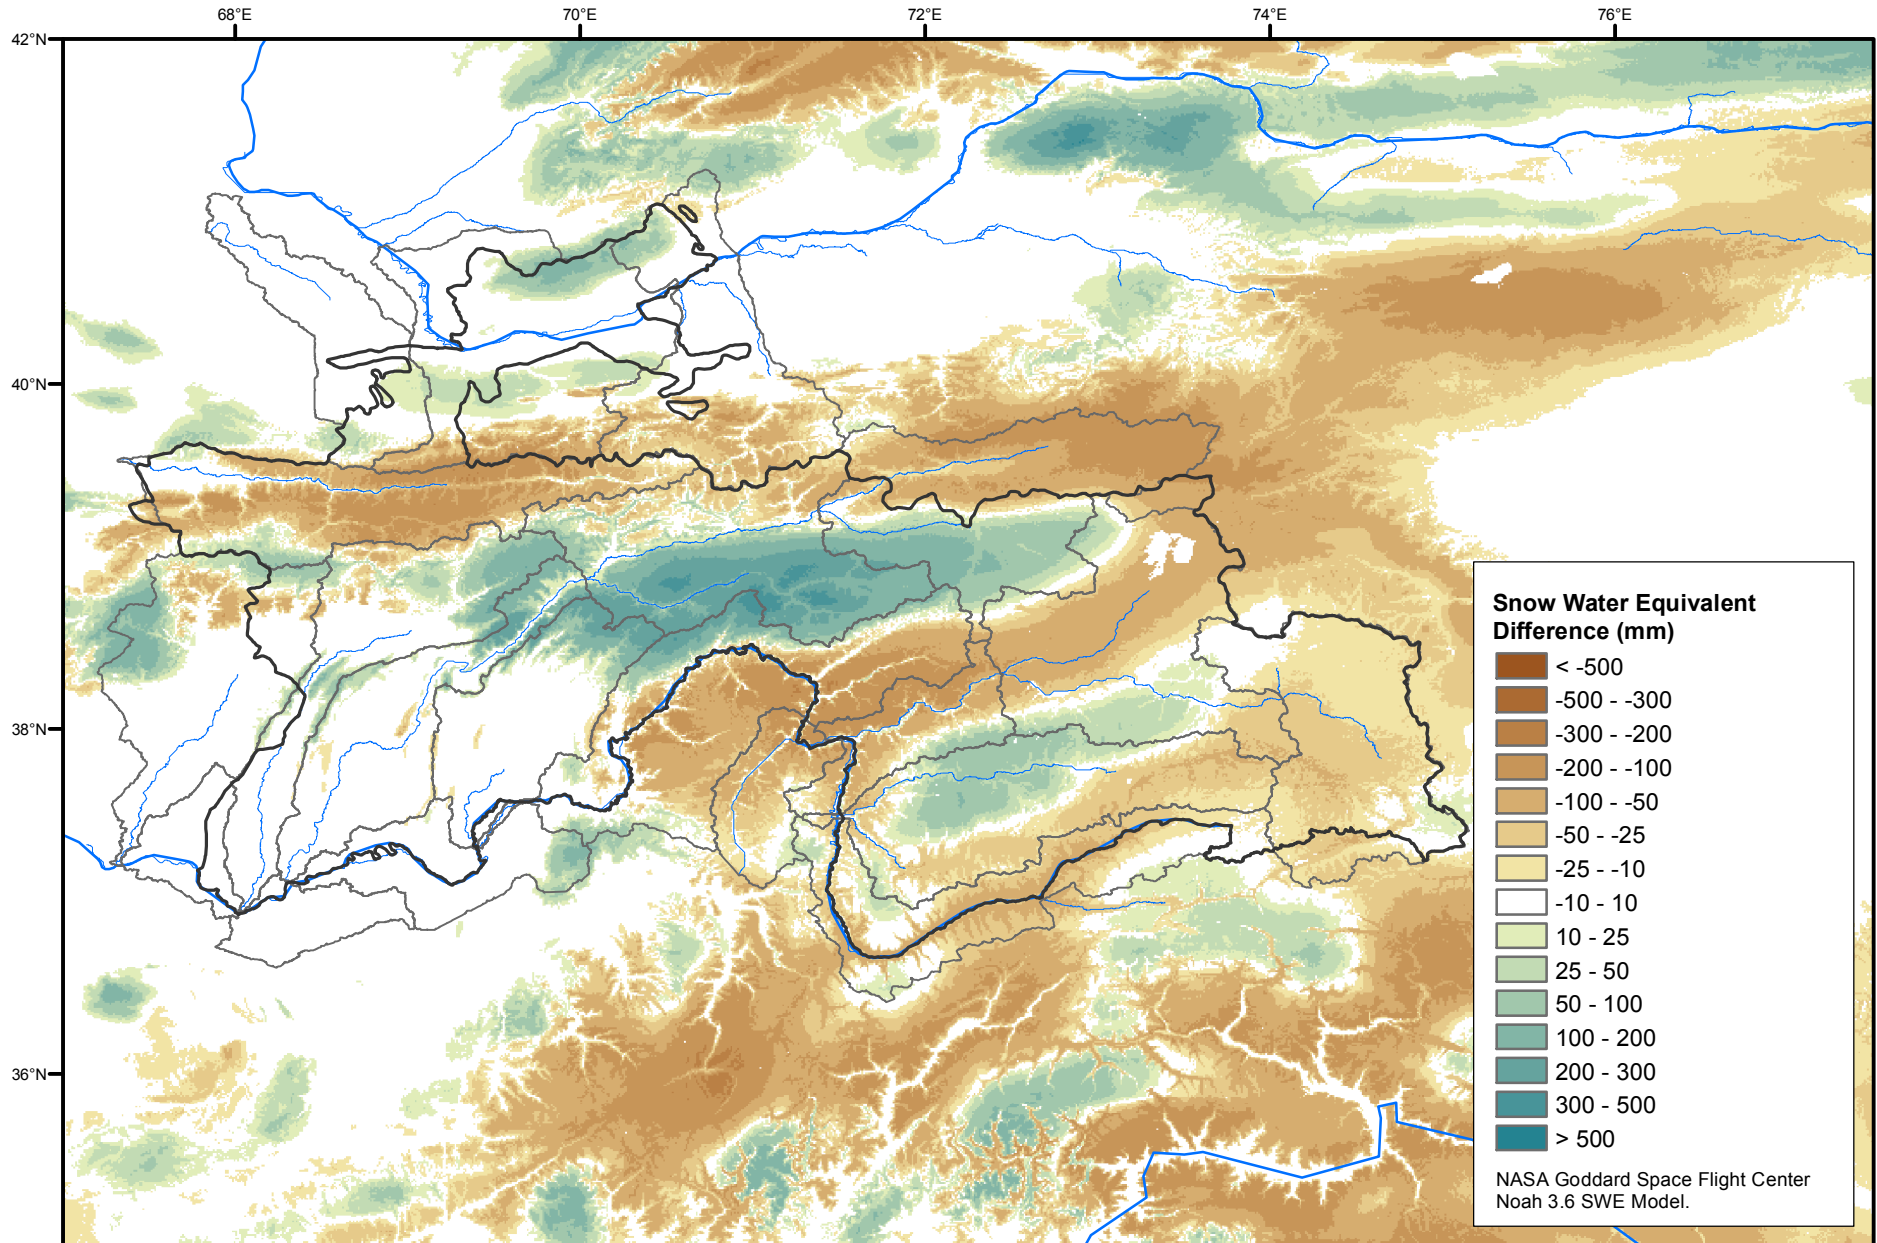 68°E
70°E
72°E
74°E
76°E
42°N
40°N
38°N
36°N
Snow Water Equivalent
Difference (mm)
< -500
-500 - -300
-300 - -200
-200 - -100
-100 - -50
-50 - -25
-25 - -10
-10 - 10
10 - 25
25 - 50
50 - 100
100 - 200
200 - 300
300 - 500
> 500
NASA Goddard Space Flight Center
Noah 3.6 SWE Model.